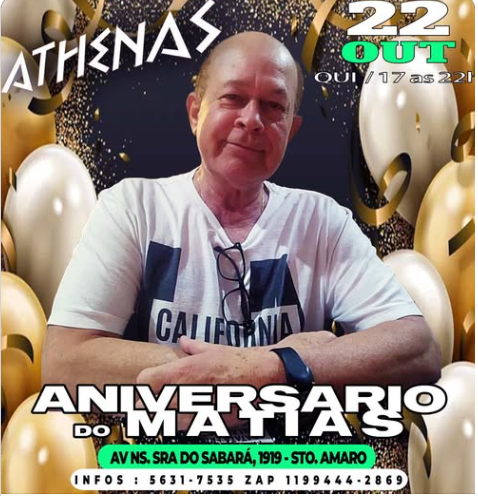 ATHENAS
22
OUT
QUI / 17 as 22H
CALIFORNIA
ANIVERSARIO
DO MATIAS
AV NS. SRA DO SABARÁ, 1919 - STO. AMARO
INFOS : 5631-7535 ZAP 1199444-2869